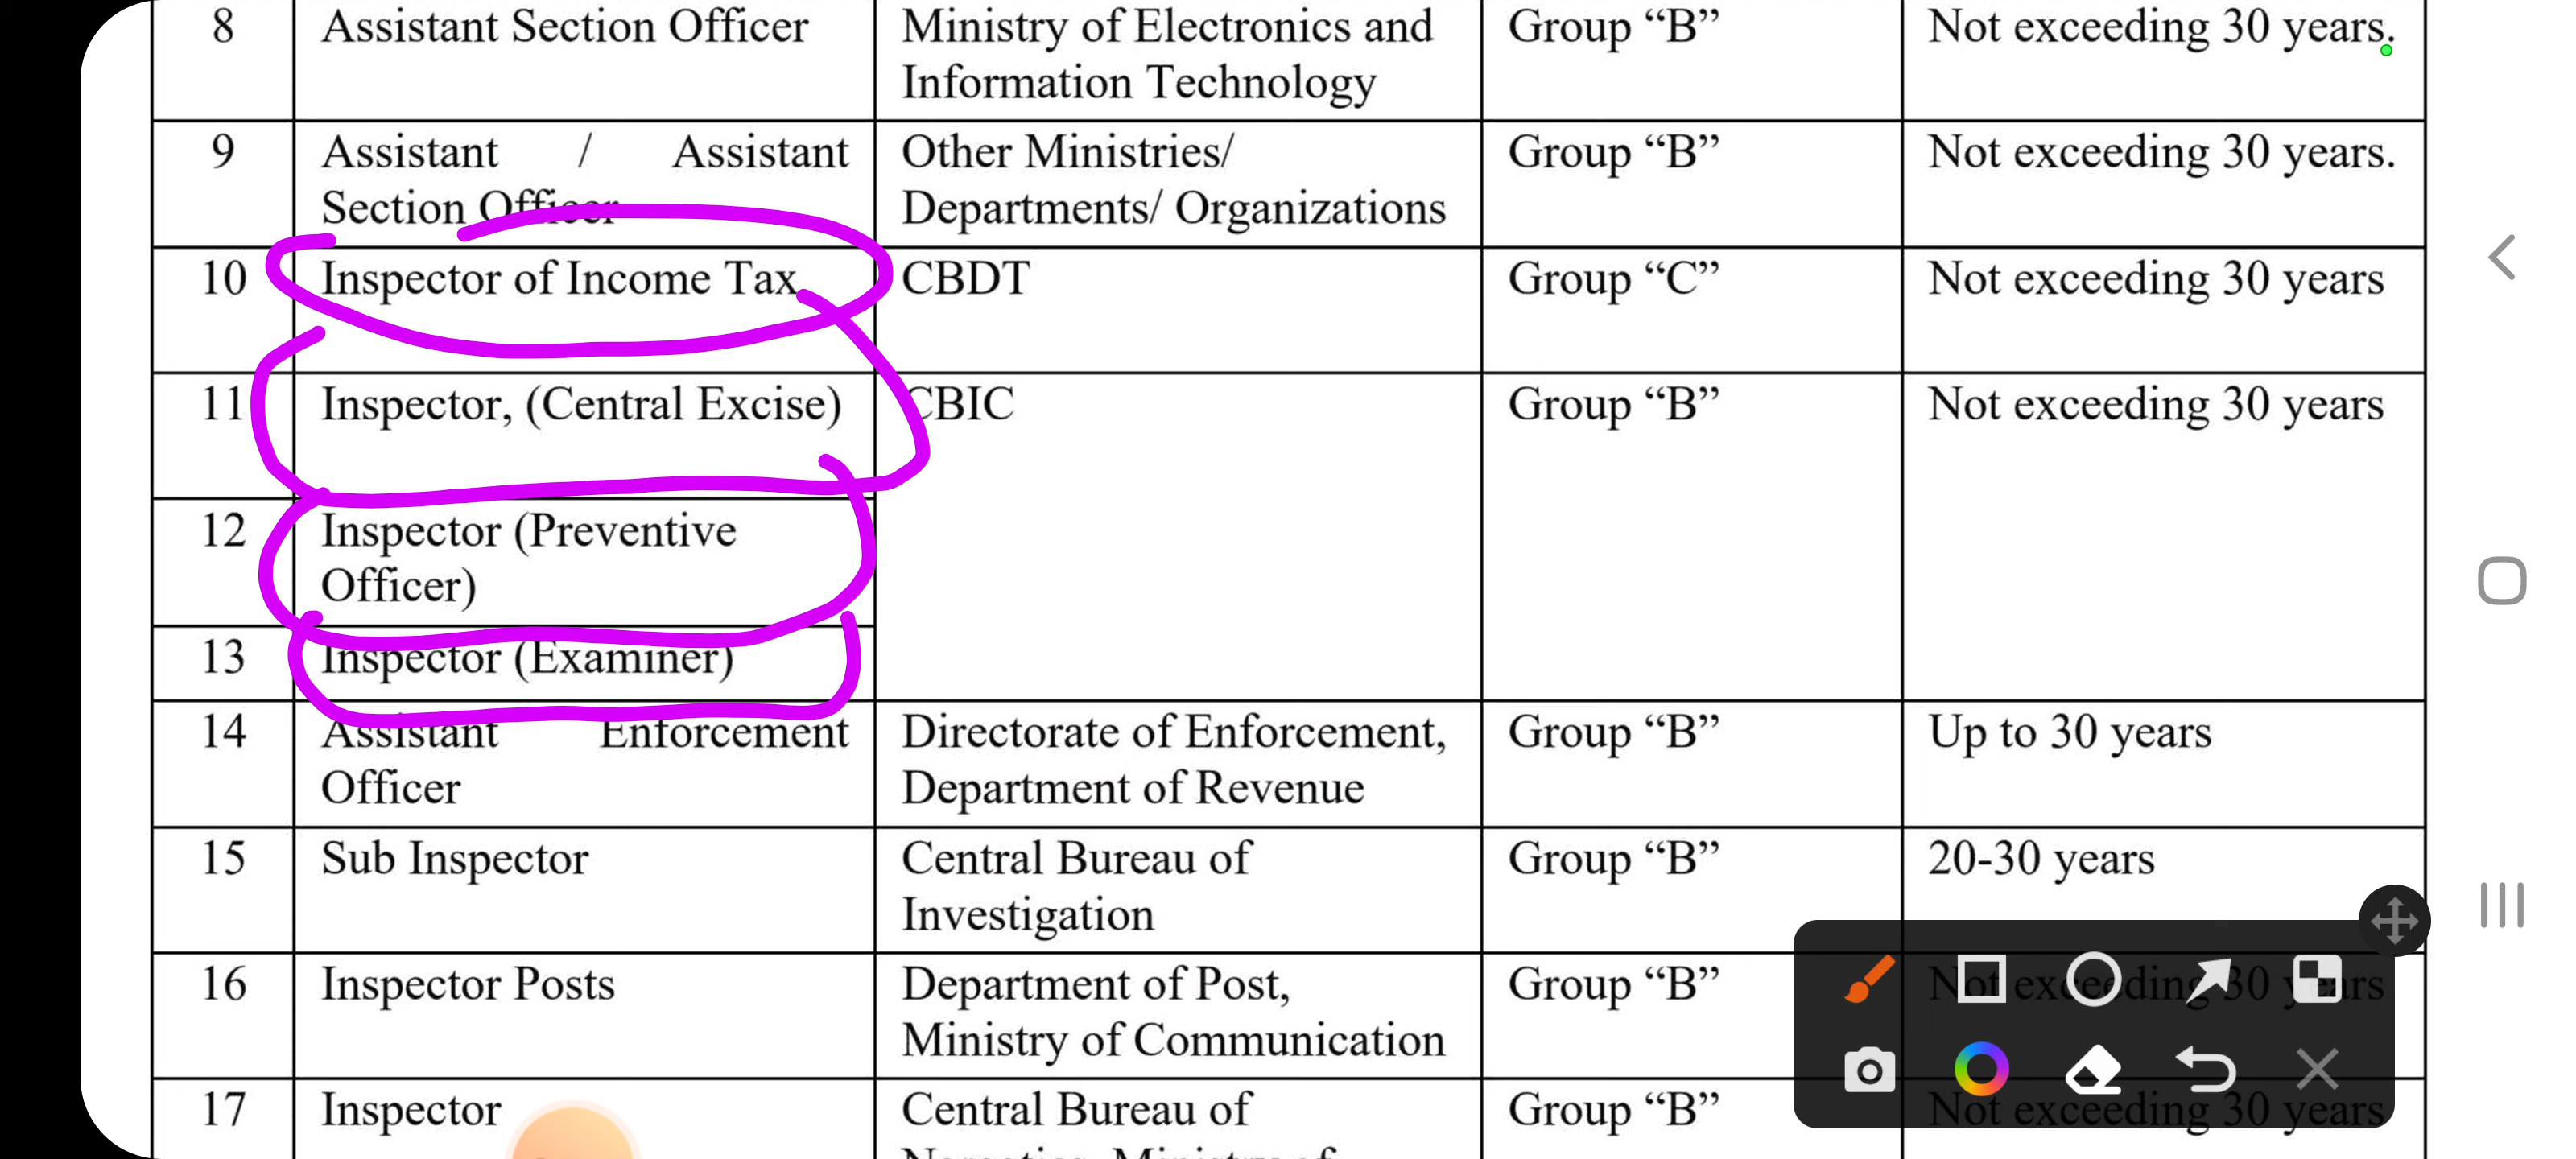 8 Assistant Section Officer Ministry of Electronics and Group “B” Not exceeding 30 years.
Information Technology
9 Assistant / Assistant Other Ministries/ Group “B” Not exceeding 30 years.
Section Officer Departments/ Organizations
10 Inspector of Income Tax CBDT Group “C” Not exceeding 30 years
11 Inspector, (Central Excise) CBIC Group “B” Not exceeding 30 years
12 Inspector (Preventive
Officer)
13 Inspector (Examiner)
14 Assistant Enforcement Directorate of Enforcement, Group “B” Up to 30 years
Officer Department of Revenue
15 Sub Inspector Central Bureau of Group “B” 20-30 years
Investigation
16 Inspector Posts Department of Post, Group “B” Not exceeding 30 years
Ministry of Communication
17 Inspector Central Bureau of Group “B” Not exceeding 30 years